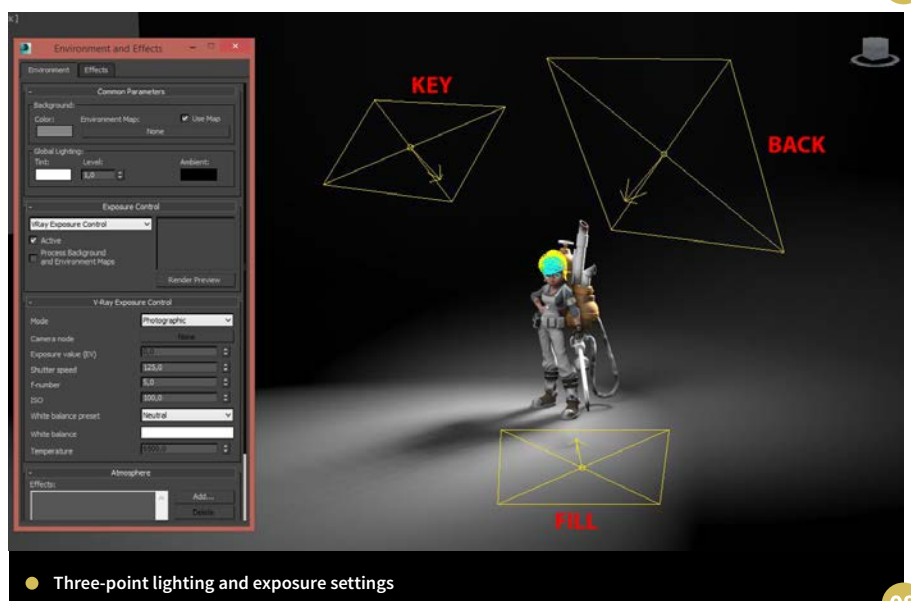 x ]
Environment and Effects
Environment Effects
Common Parameters
Background:
Color: Environment Map: Use Map
None
Global Lighting:
Tint: Level: Ambient:
1,0
Exposure Control
VRay Exposure Control
Active
Process Background
and Environment Maps
Render Preview
V-Ray Exposure Control
Mode Photographic
Camera node None
Exposure value (EV)
Shutter speed 125,0
F-number 5,0
ISO 100,0
White balance preset Neutral
White balance
Temperature 6500,0
Atmosphere
Effects:
Add...
Delete
KEY
BACK
FILL
Three-point lighting and exposure settings